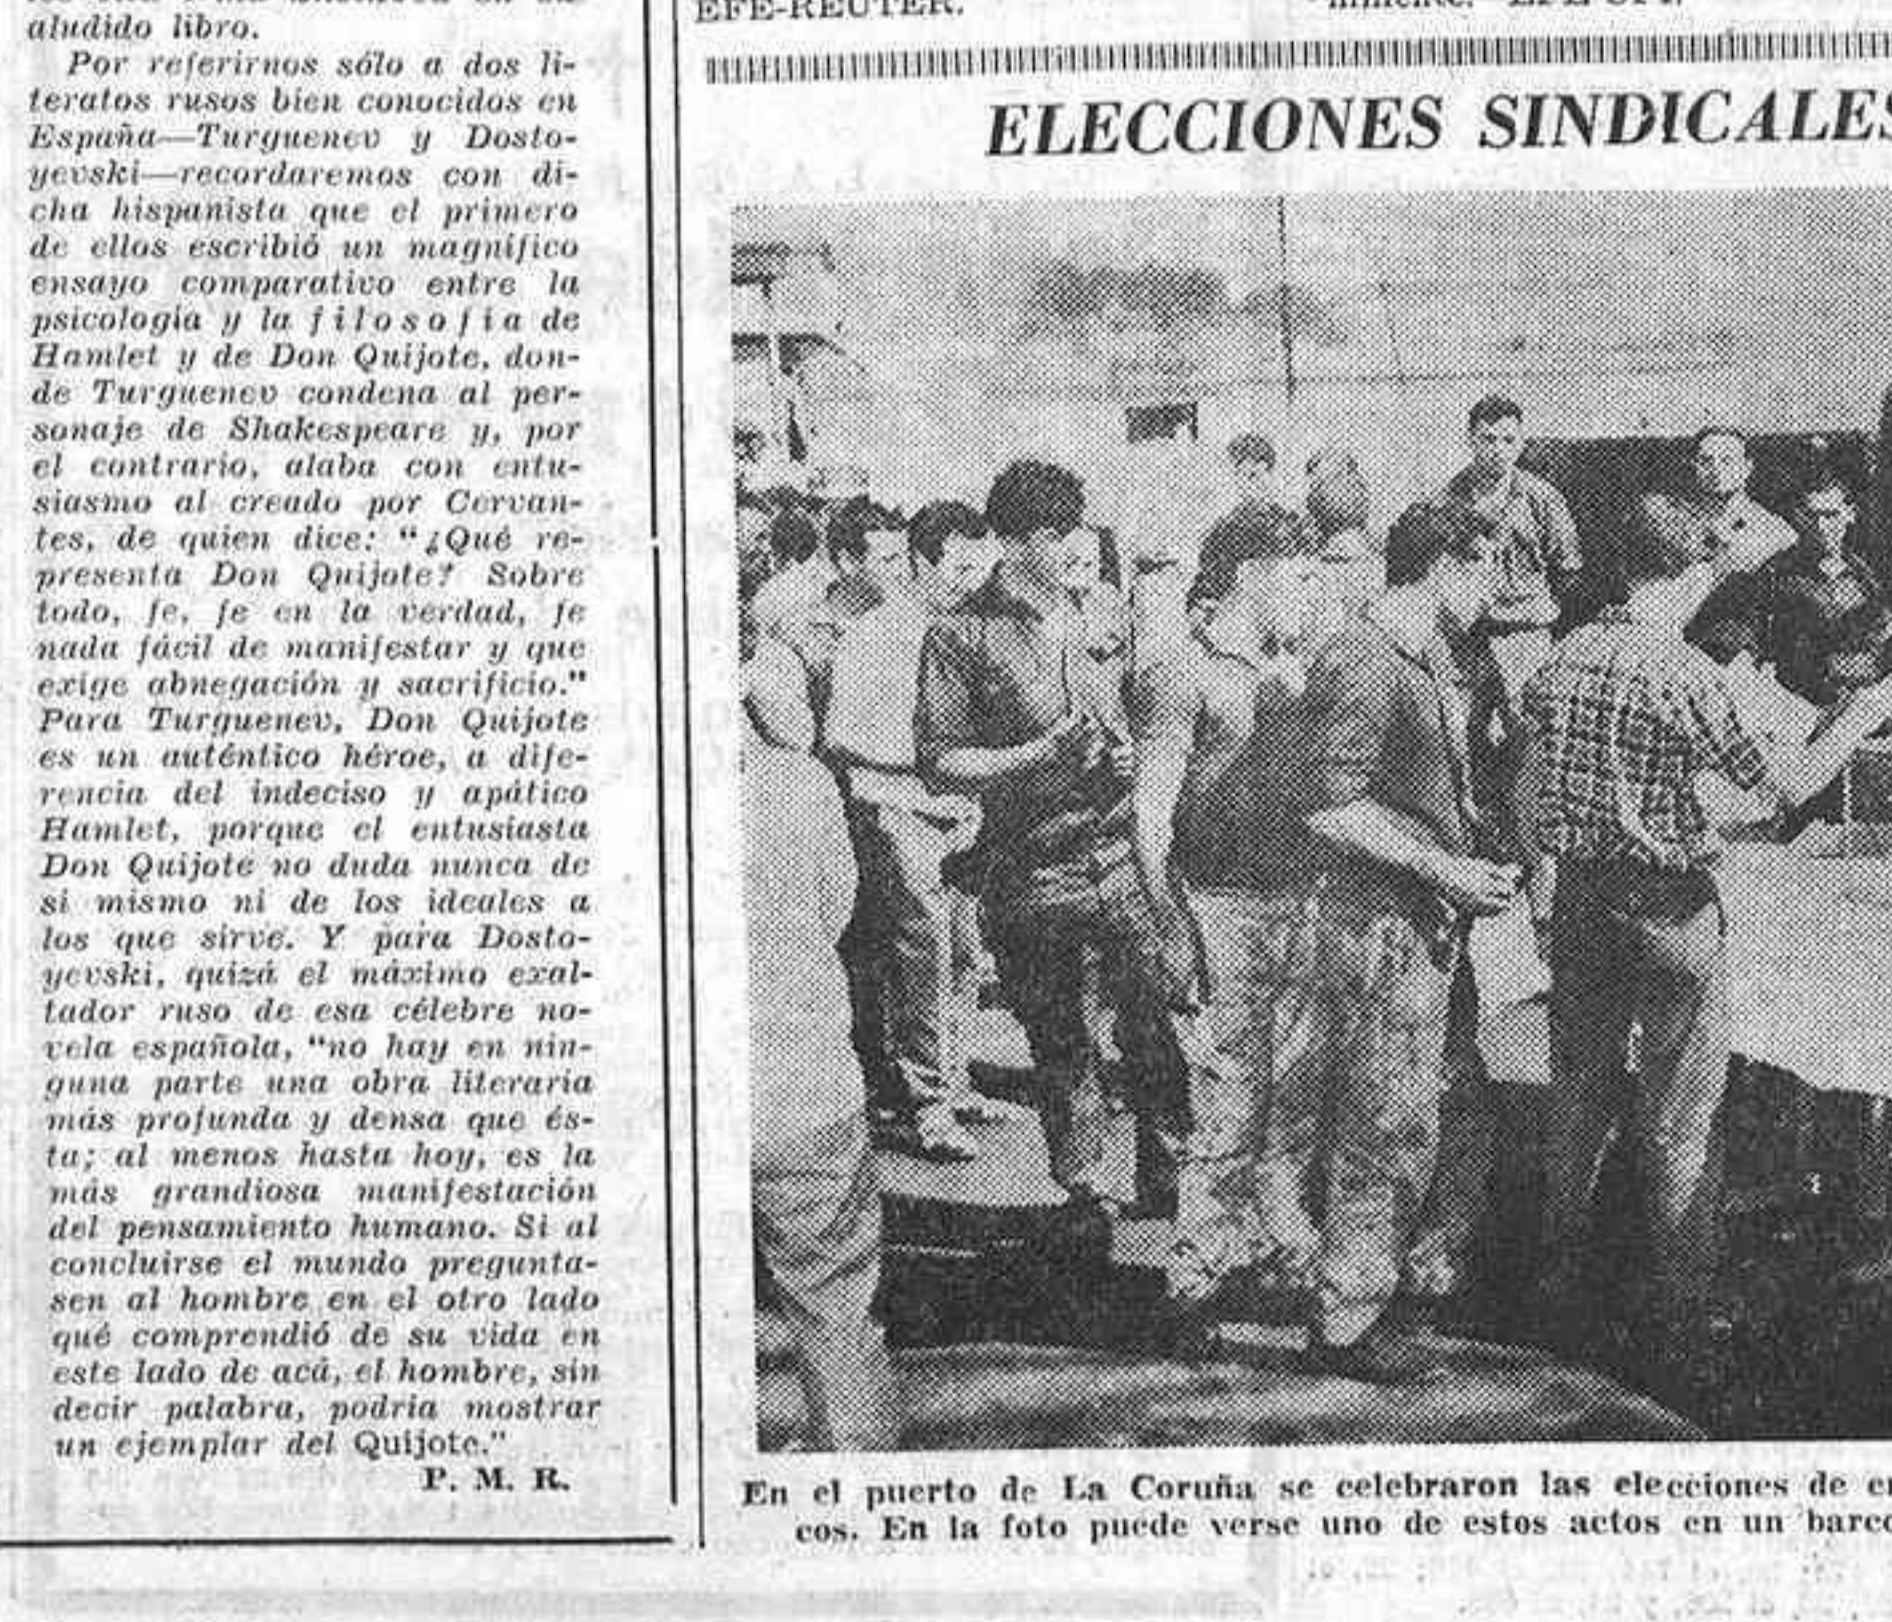 aludido libro.
Por referirnos sólo a dos li-
teratos rusos bien conocidos en
España—Turguenev y Dosto-
yevski—recordaremos con di-
cha hispanista que el primero
de ellos escribió un magnífico
ensayo comparativo entre la
psicología y la filosofía de
Hamlet y de Don Quijote, don-
de Turguenev condena al per-
sonaje de Shakespeare y, por
el contrario, alaba con entu-
siasmo al creado por Cervan-
tes, de quien dice: "¿Qué re-
presenta Don Quijote? Sobre
todo, fe, fe en la verdad, fe
nada fácil de manifestar y que
exige abnegación y sacrificio."
Para Turguenev, Don Quijote
es un auténtico héroe, a dife-
rencia del indeciso y apático
Hamlet, porque el entusiasta
Don Quijote no duda nunca de
sí mismo ni de los ideales a
los que sirve. Y para Dosto-
yevski, quizá el máximo exal-
tador ruso de esa célebre no-
vela española, "no hay en nin-
guna parte una obra literaria
más profunda y densa que és-
ta; al menos hasta hoy, es la
más grandiosa manifestación
del pensamiento humano. Si al
concluirse el mundo pregunta-
sen al hombre en el otro lado
qué comprendió de su vida en
este lado de acá, el hombre, sin
decir palabra, podría mostrar
un ejemplar del Quijote."
P. M. R.
EFE-REUTER.
ELECCIONES SINDICALES
En el puerto de La Coruña se celebraron las elecciones de
cos. En la foto puede verse uno de estos actos en un barco